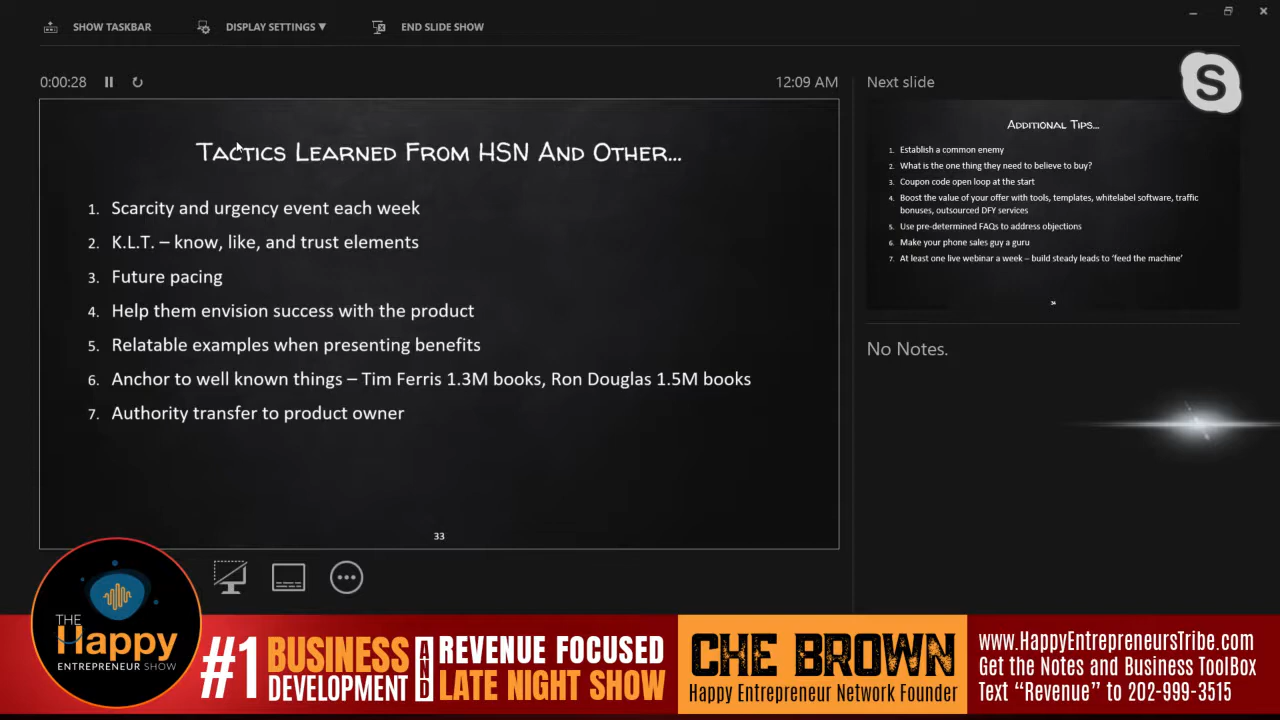 SHOW TASKBAR
DISPLAY SETTINGS ▼
END SLIDE SHOW
0:00:28
12:09 AM
Tactics Learned From HSN And Other...
1. Scarcity and urgency event each week
2. K.L.T. – know, like, and trust elements
3. Future pacing
4. Help them envision success with the product
5. Relatable examples when presenting benefits
6. Anchor to well known things – Tim Ferris 1.3M books, Ron Douglas 1.5M books
7. Authority transfer to product owner
33
Next slide
S
Additional Tips...
1. Establish a common enemy
2. What is the one thing they need to believe to buy?
3. Coupon code open loop at the start
4. Boost the value of your offer with tools, templates, whitelabel software, traffic
bonuses, outsourced DFY services
5. Use pre-determined FAQs to address objections
6. Make your phone sales guy a guru
7. At least one live webinar a week – build steady leads to ‘feed the machine’
34
No Notes.
THE
Happy
ENTREPRENEUR SHOW
#1 BUSINESS
DEVELOPMENT
AND
REVENUE FOCUSED
LATE NIGHT SHOW
CHE BROWN
Happy Entrepreneur Network Founder
www.HappyEntrepreneursTribe.com
Get the Notes and Business ToolBox
Text “Revenue” to 202-999-3515